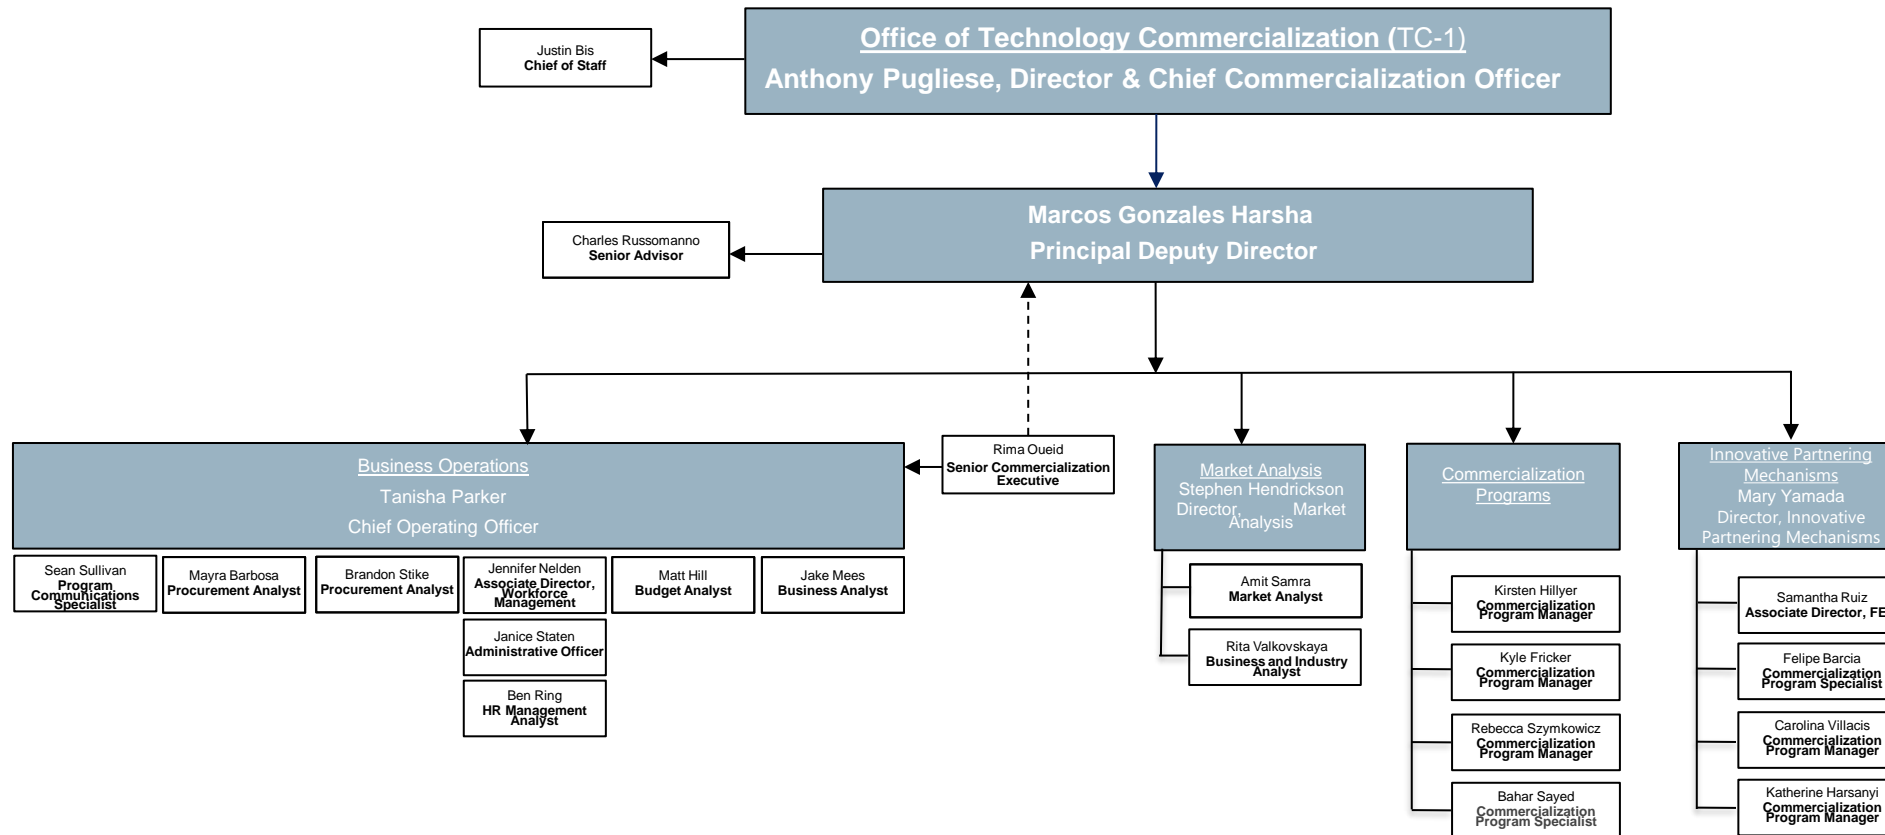 Office of Technology Commercialization (TC-1)
Anthony Pugliese, Director & Chief Commercialization Officer
Justin Bis
Chief of Staff
Marcos Gonzales Harsha
Principal Deputy Director
Charles Russomanno
Senior Advisor
Business Operations
Tanisha Parker
Chief Operating Officer
Rima Oueid
Senior Commercialization
Executive
Market Analysis
Stephen Hendrickson
Director, Market
Analysis
Commercialization
Programs
Innovative Partnering
Mechanisms
Mary Yamada
Director, Innovative
Partnering Mechanisms
Sean Sullivan
Program
Communications
Specialist
Mayra Barbosa
Procurement Analyst
Brandon Stike
Procurement Analyst
Jennifer Nelden
Associate Director,
Workforce
Management
Matt Hill
Budget Analyst
Jake Mees
Business Analyst
Janice Staten
Administrative Officer
Ben Ring
HR Management
Analyst
Amit Samra
Market Analyst
Rita Valkovskaya
Business and Industry
Analyst
Kirsten Hillyer
Commercialization
Program Manager
Kyle Fricker
Commercialization
Program Manager
Rebecca Szymkowicz
Commercialization
Program Manager
Bahar Sayed
Commercialization
Program Specialist
Samantha Ruiz
Associate Director, FE
Felipe Barcia
Commercialization
Program Specialist
Carolina Villacis
Commercialization
Program Manager
Katherine Harsanyi
Commercialization
Program Manager